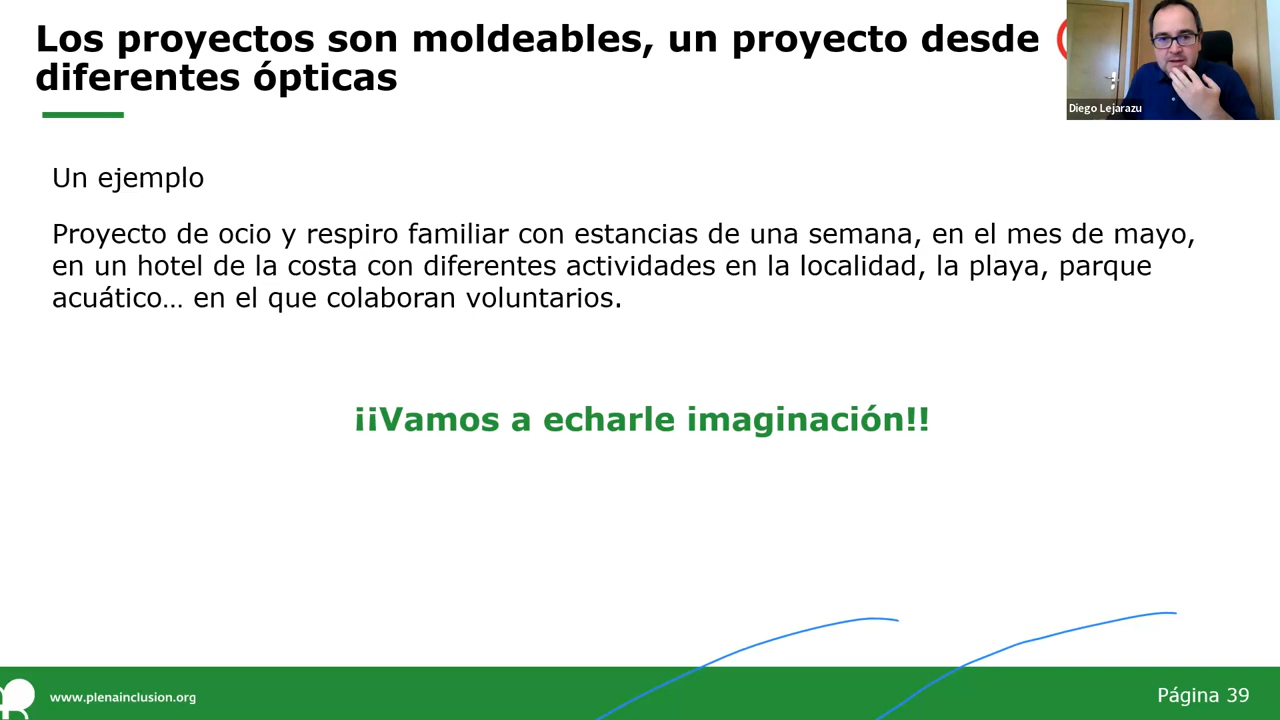 Los proyectos son moldeables, un proyecto desde
diferentes ópticas
Diego Lejarazu
Un ejemplo
Proyecto de ocio y respiro familiar con estancias de una semana, en el mes de mayo,
en un hotel de la costa con diferentes actividades en la localidad, la playa, parque
acuático… en el que colaboran voluntarios.
¡¡Vamos a echarle imaginación!!
www.plenainclusion.org
Página 39